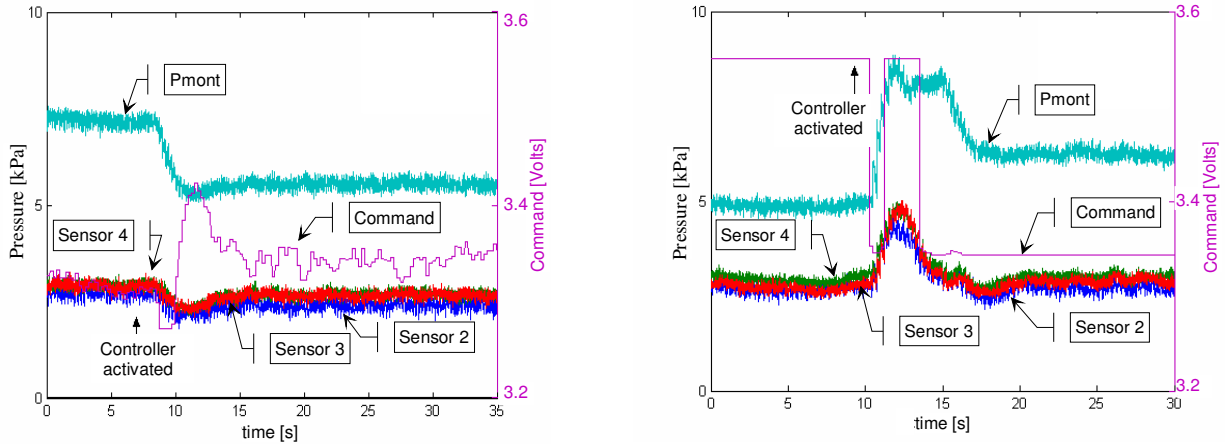 10
5
0
Pressure [kPa]
3.6
3.4
3.2
Command [Volts]
Pmont
Command
Sensor 4
Sensor 2
Sensor 3
Controller
activated
0
5
10
15
20
25
30
35
time [s]
10
5
0
Pressure [kPa]
3.6
3.4
3.2
Command [Volts]
Controller
activated
Pmont
Command
Sensor 4
Sensor 3
Sensor 2
0
5
10
15
20
25
30
time [s]